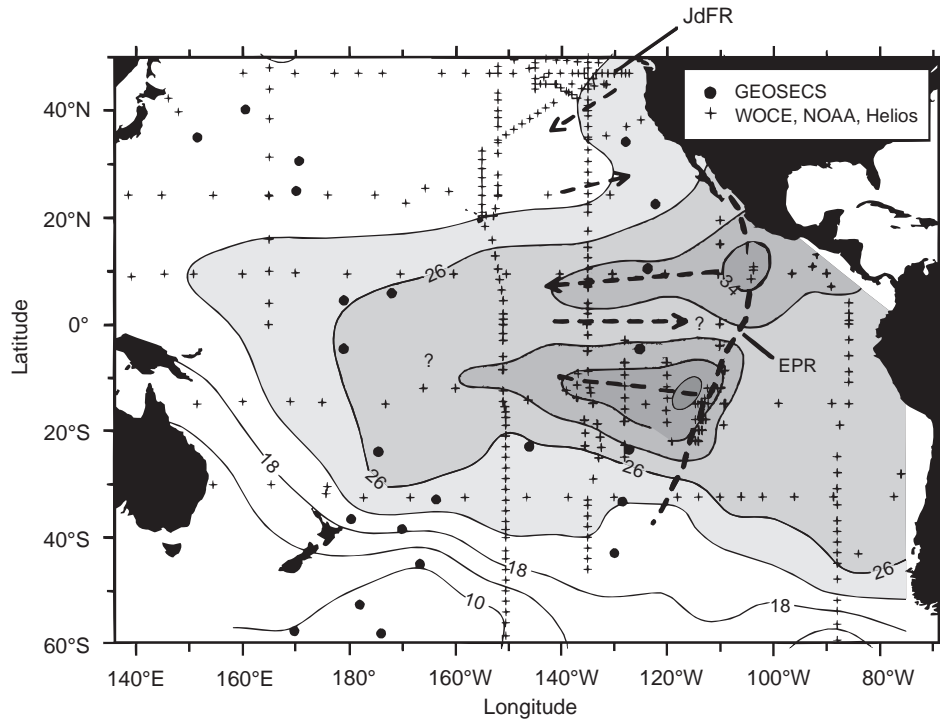 JdFR
GEOSECS
WOCE, NOAA, Helios
40°N
20°N
0°
20°S
40°S
60°S
Latitude
26
34
?
?
EPR
18
26
26
26
18
18
10
140°E
160°E
180°
160°W
140°W
120°W
100°W
80°W
Longitude